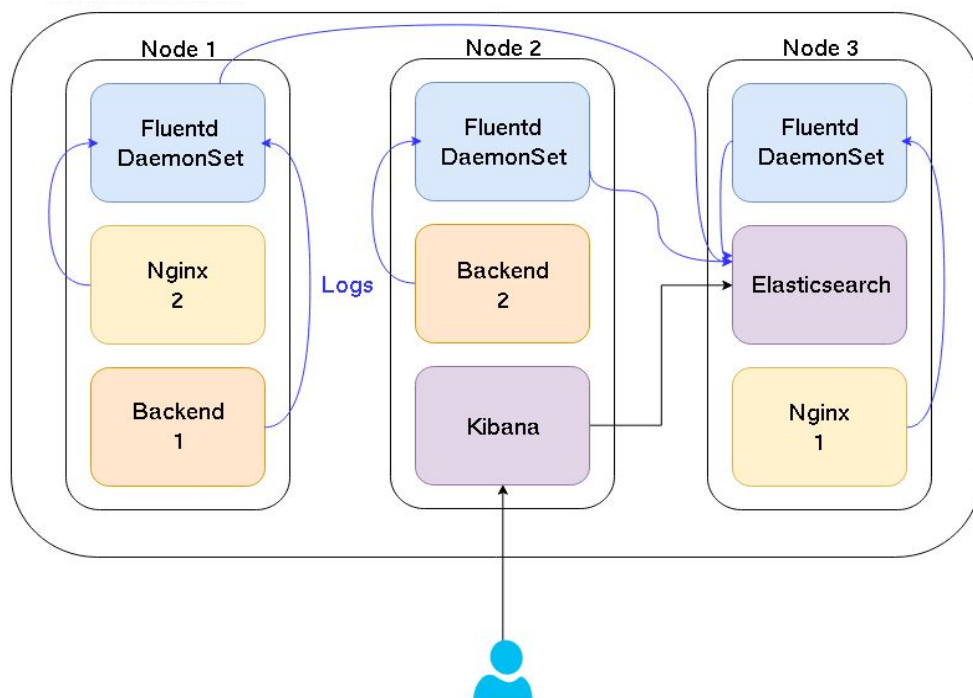 Node 1
Node 2
Node 3
Fluentd
DaemonSet
Fluentd
DaemonSet
Fluentd
DaemonSet
Nginx
2
Logs
Backend
2
Elasticsearch
Backend
1
Kibana
Nginx
1